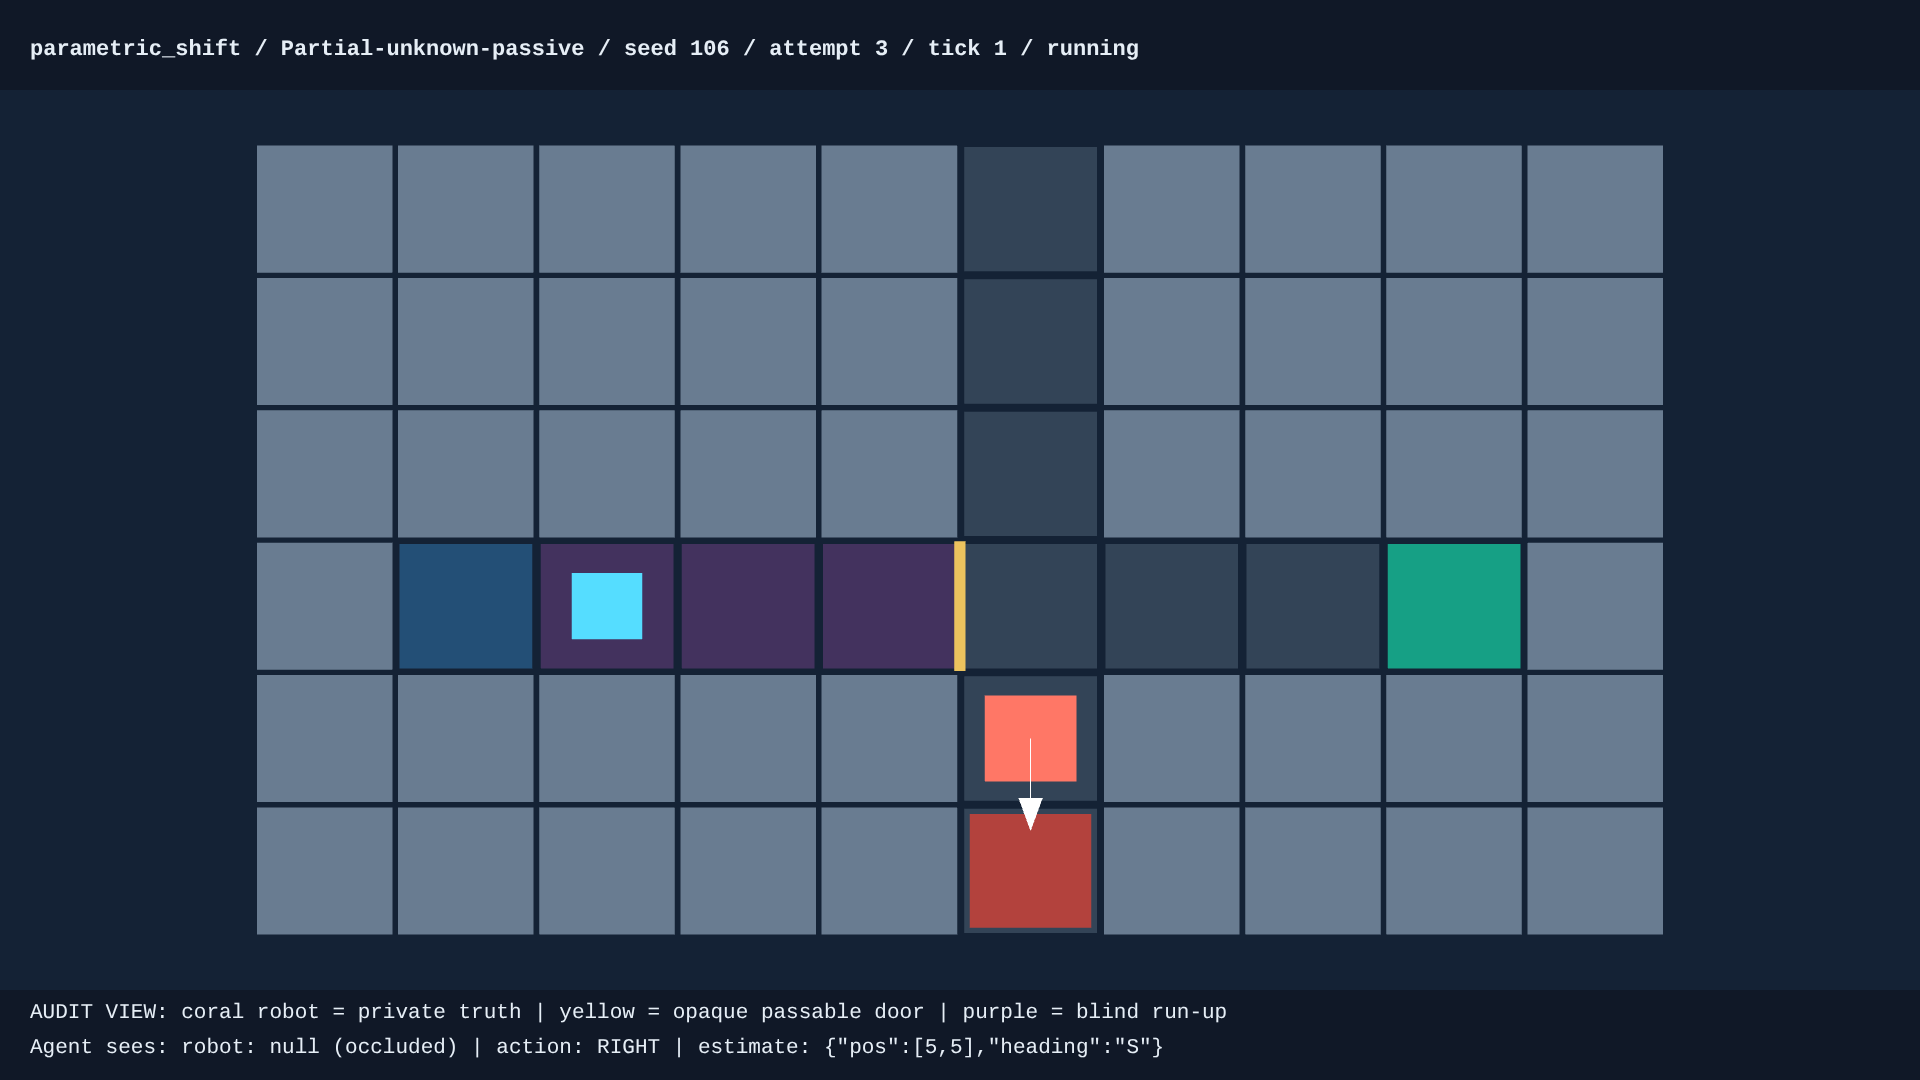 parametric_shift / Partial-unknown-passive / seed 106 / attempt 3 / tick 1 / running
AUDIT VIEW: coral robot = private truth | yellow = opaque passable door | purple = blind run-up
Agent sees: robot: null (occluded) | action: RIGHT | estimate: {"pos":[5,5],"heading":"S"}